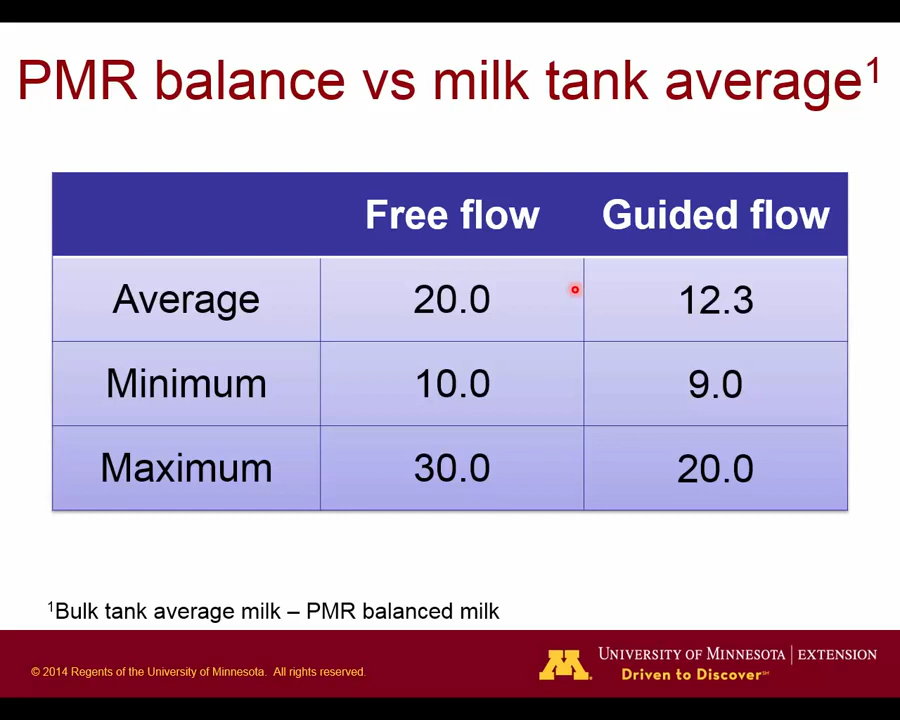 PMR balance vs milk tank average¹
Free flow Guided flow
Average 20.0 12.3
Minimum 10.0 9.0
Maximum 30.0 20.0
¹Bulk tank average milk – PMR balanced milk
© 2014 Regents of the University of Minnesota. All rights reserved.
M
UNIVERSITY OF MINNESOTA | EXTENSION
Driven to Discover℠